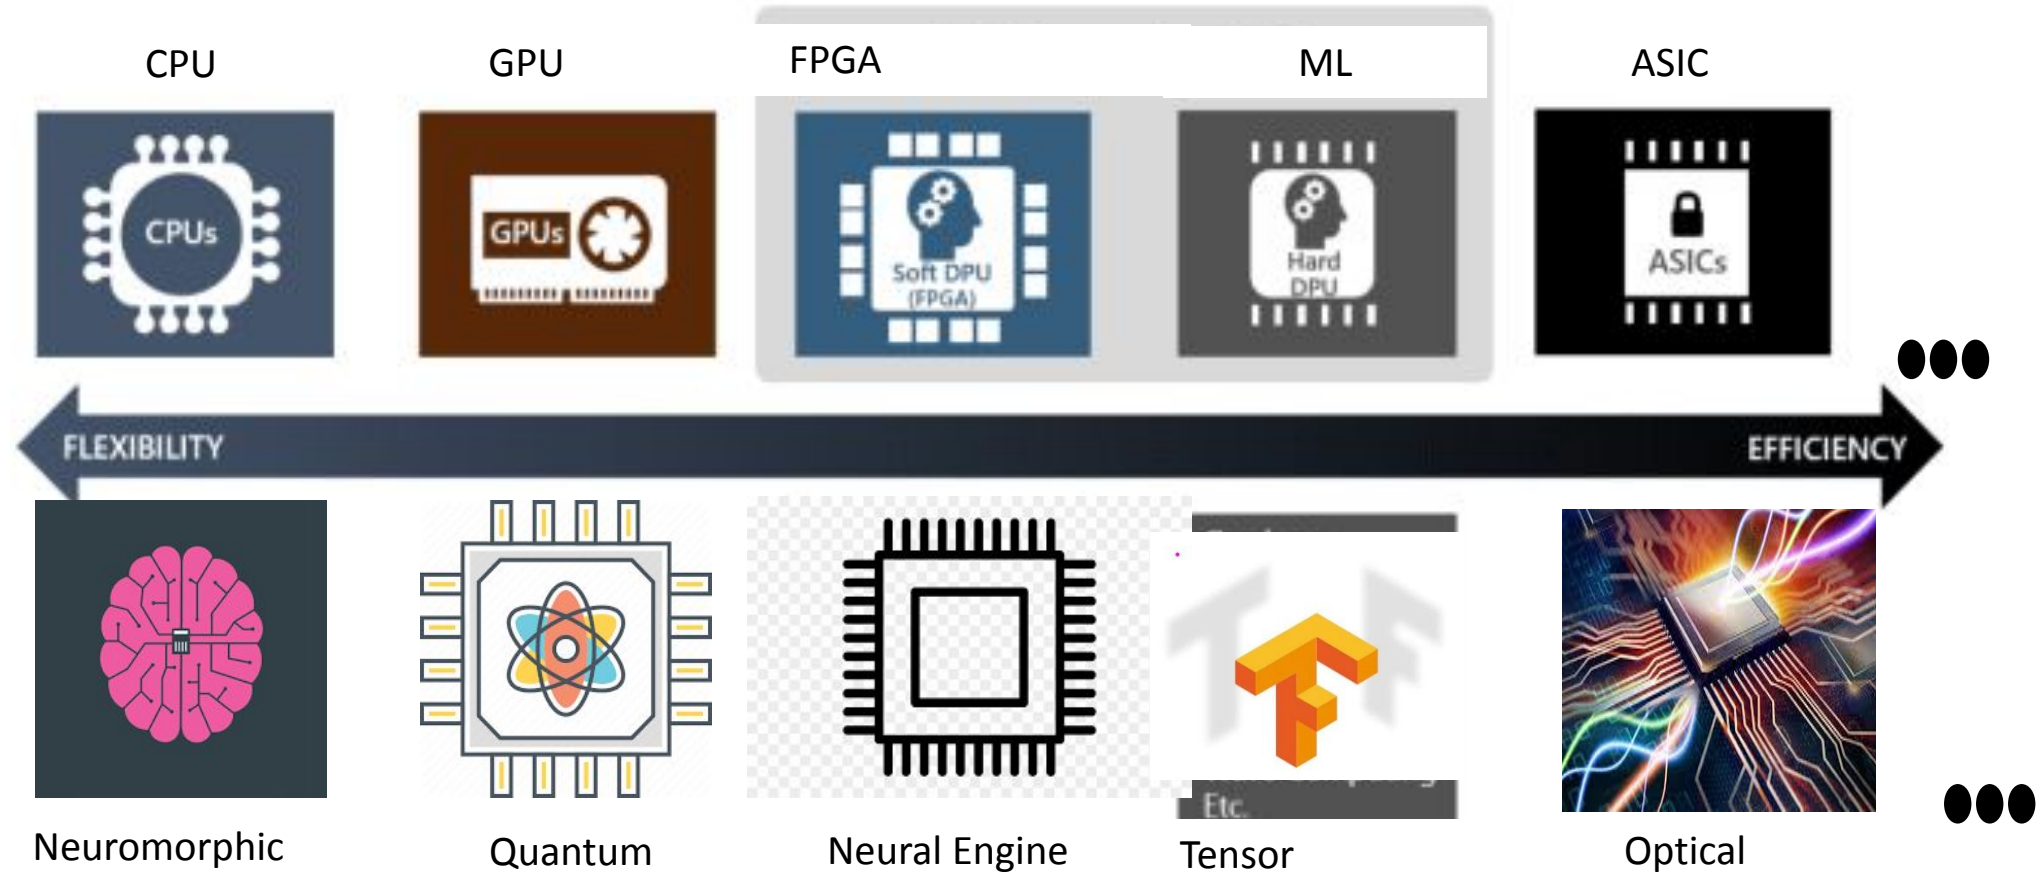 CPU
GPU
FPGA
ML
ASIC
CPUs
GPUs
Soft DPU
(FPGA)
Hard
DPU
ASICs
FLEXIBILITY
EFFICIENCY
TF
Etc.
Neuromorphic
Quantum
Neural Engine
Tensor
Optical